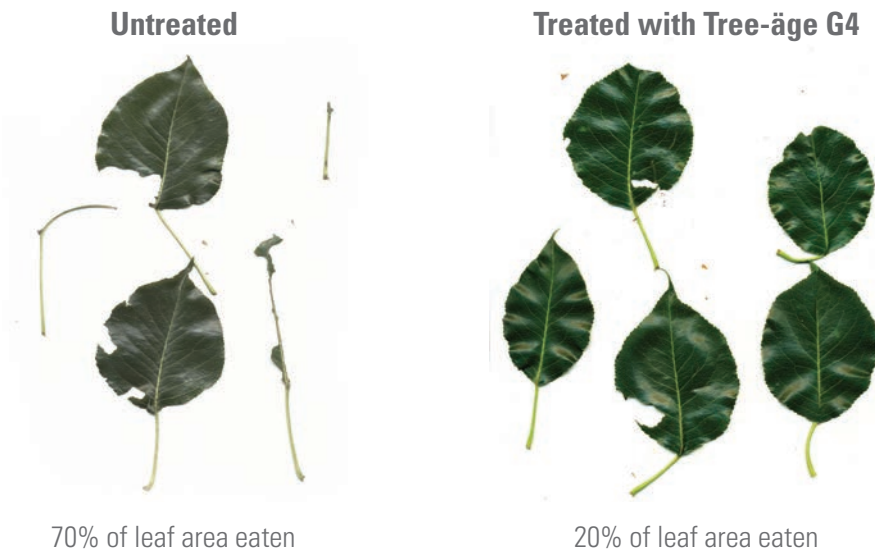 Untreated
Treated with Tree-äge G4
70% of leaf area eaten
20% of leaf area eaten